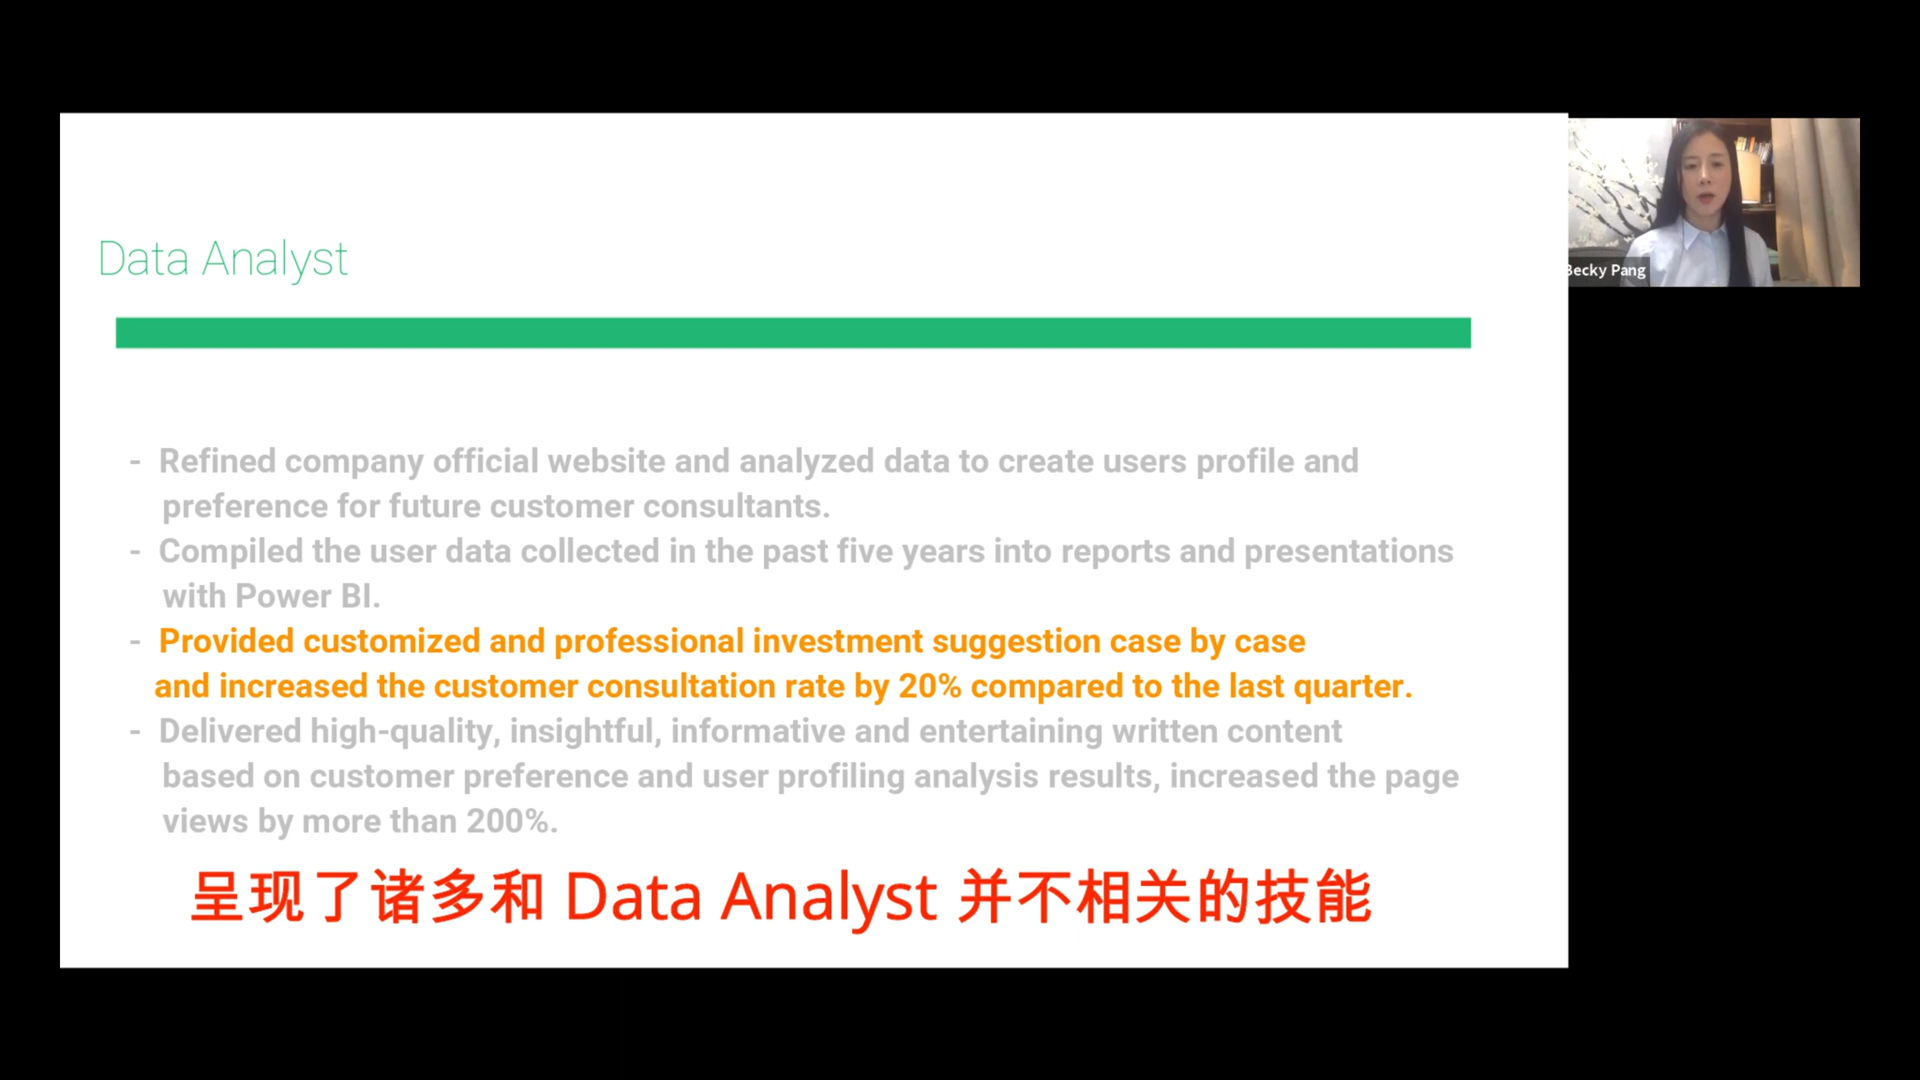 Data Analyst
- Refined company official website and analyzed data to create users profile and
preference for future customer consultants.
- Compiled the user data collected in the past five years into reports and presentations
with Power BI.
- Provided customized and professional investment suggestion case by case
and increased the customer consultation rate by 20% compared to the last quarter.
- Delivered high-quality, insightful, informative and entertaining written content
based on customer preference and user profiling analysis results, increased the page
views by more than 200%.
呈现了诸多和 Data Analyst 并不相关的技能
Becky Pang